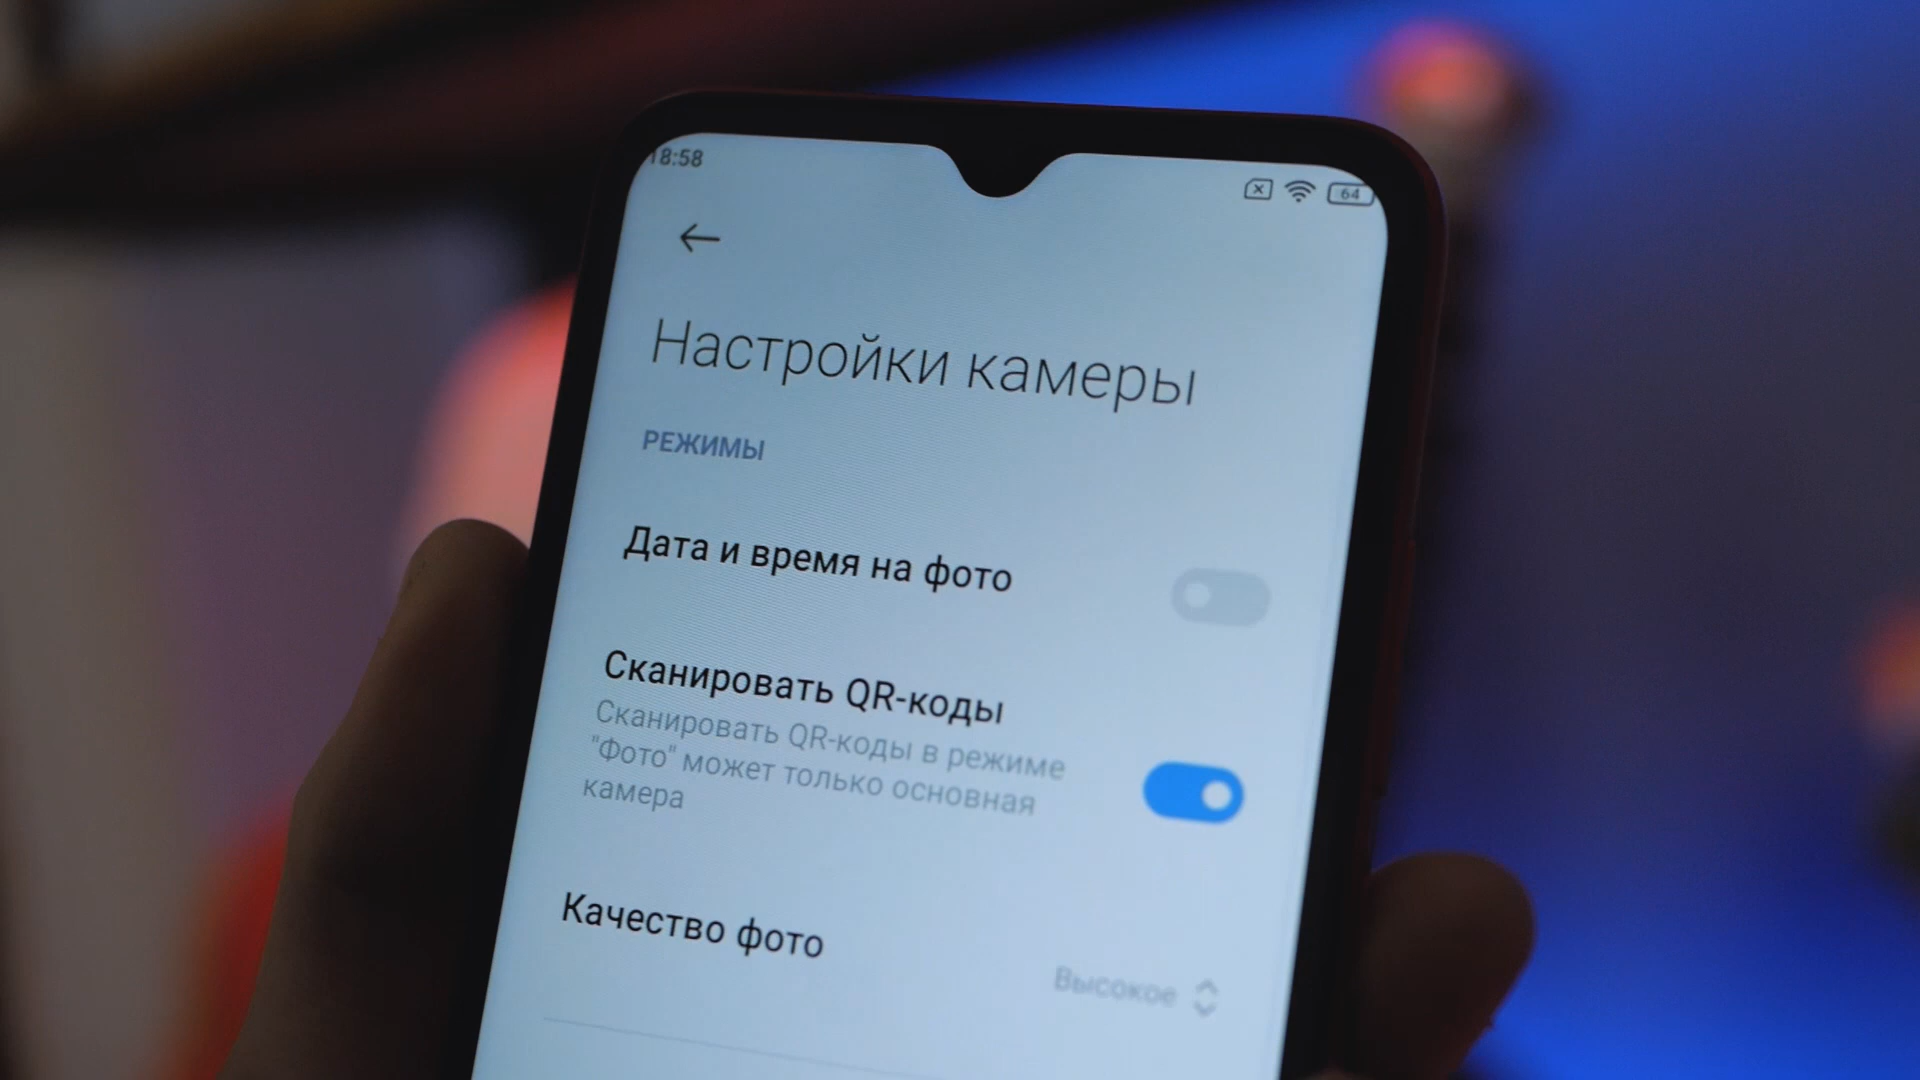 18:58
64
Настройки камеры
РЕЖИМЫ
Дата и время на фото
Сканировать QR-коды
Сканировать QR-коды в режиме
"Фото" может только основная
камера
Качество фото
Высокое